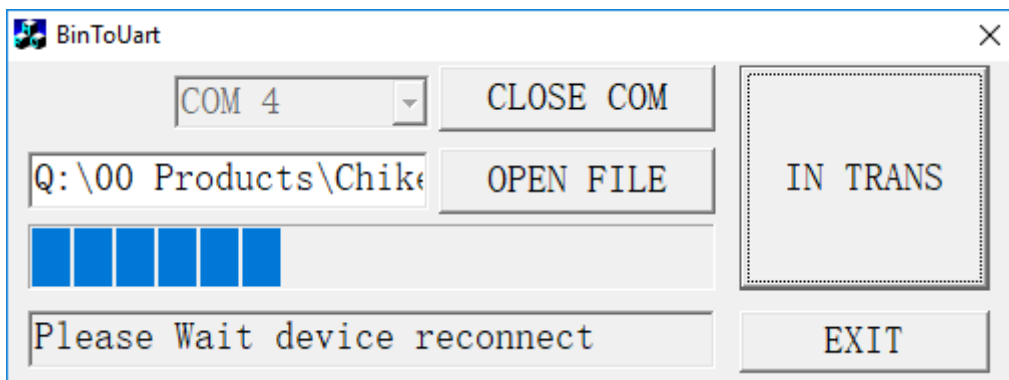 BinToUart
COM 4
CLOSE COM
Q:\00 Products\Chike
OPEN FILE
IN TRANS
Please Wait device reconnect
EXIT